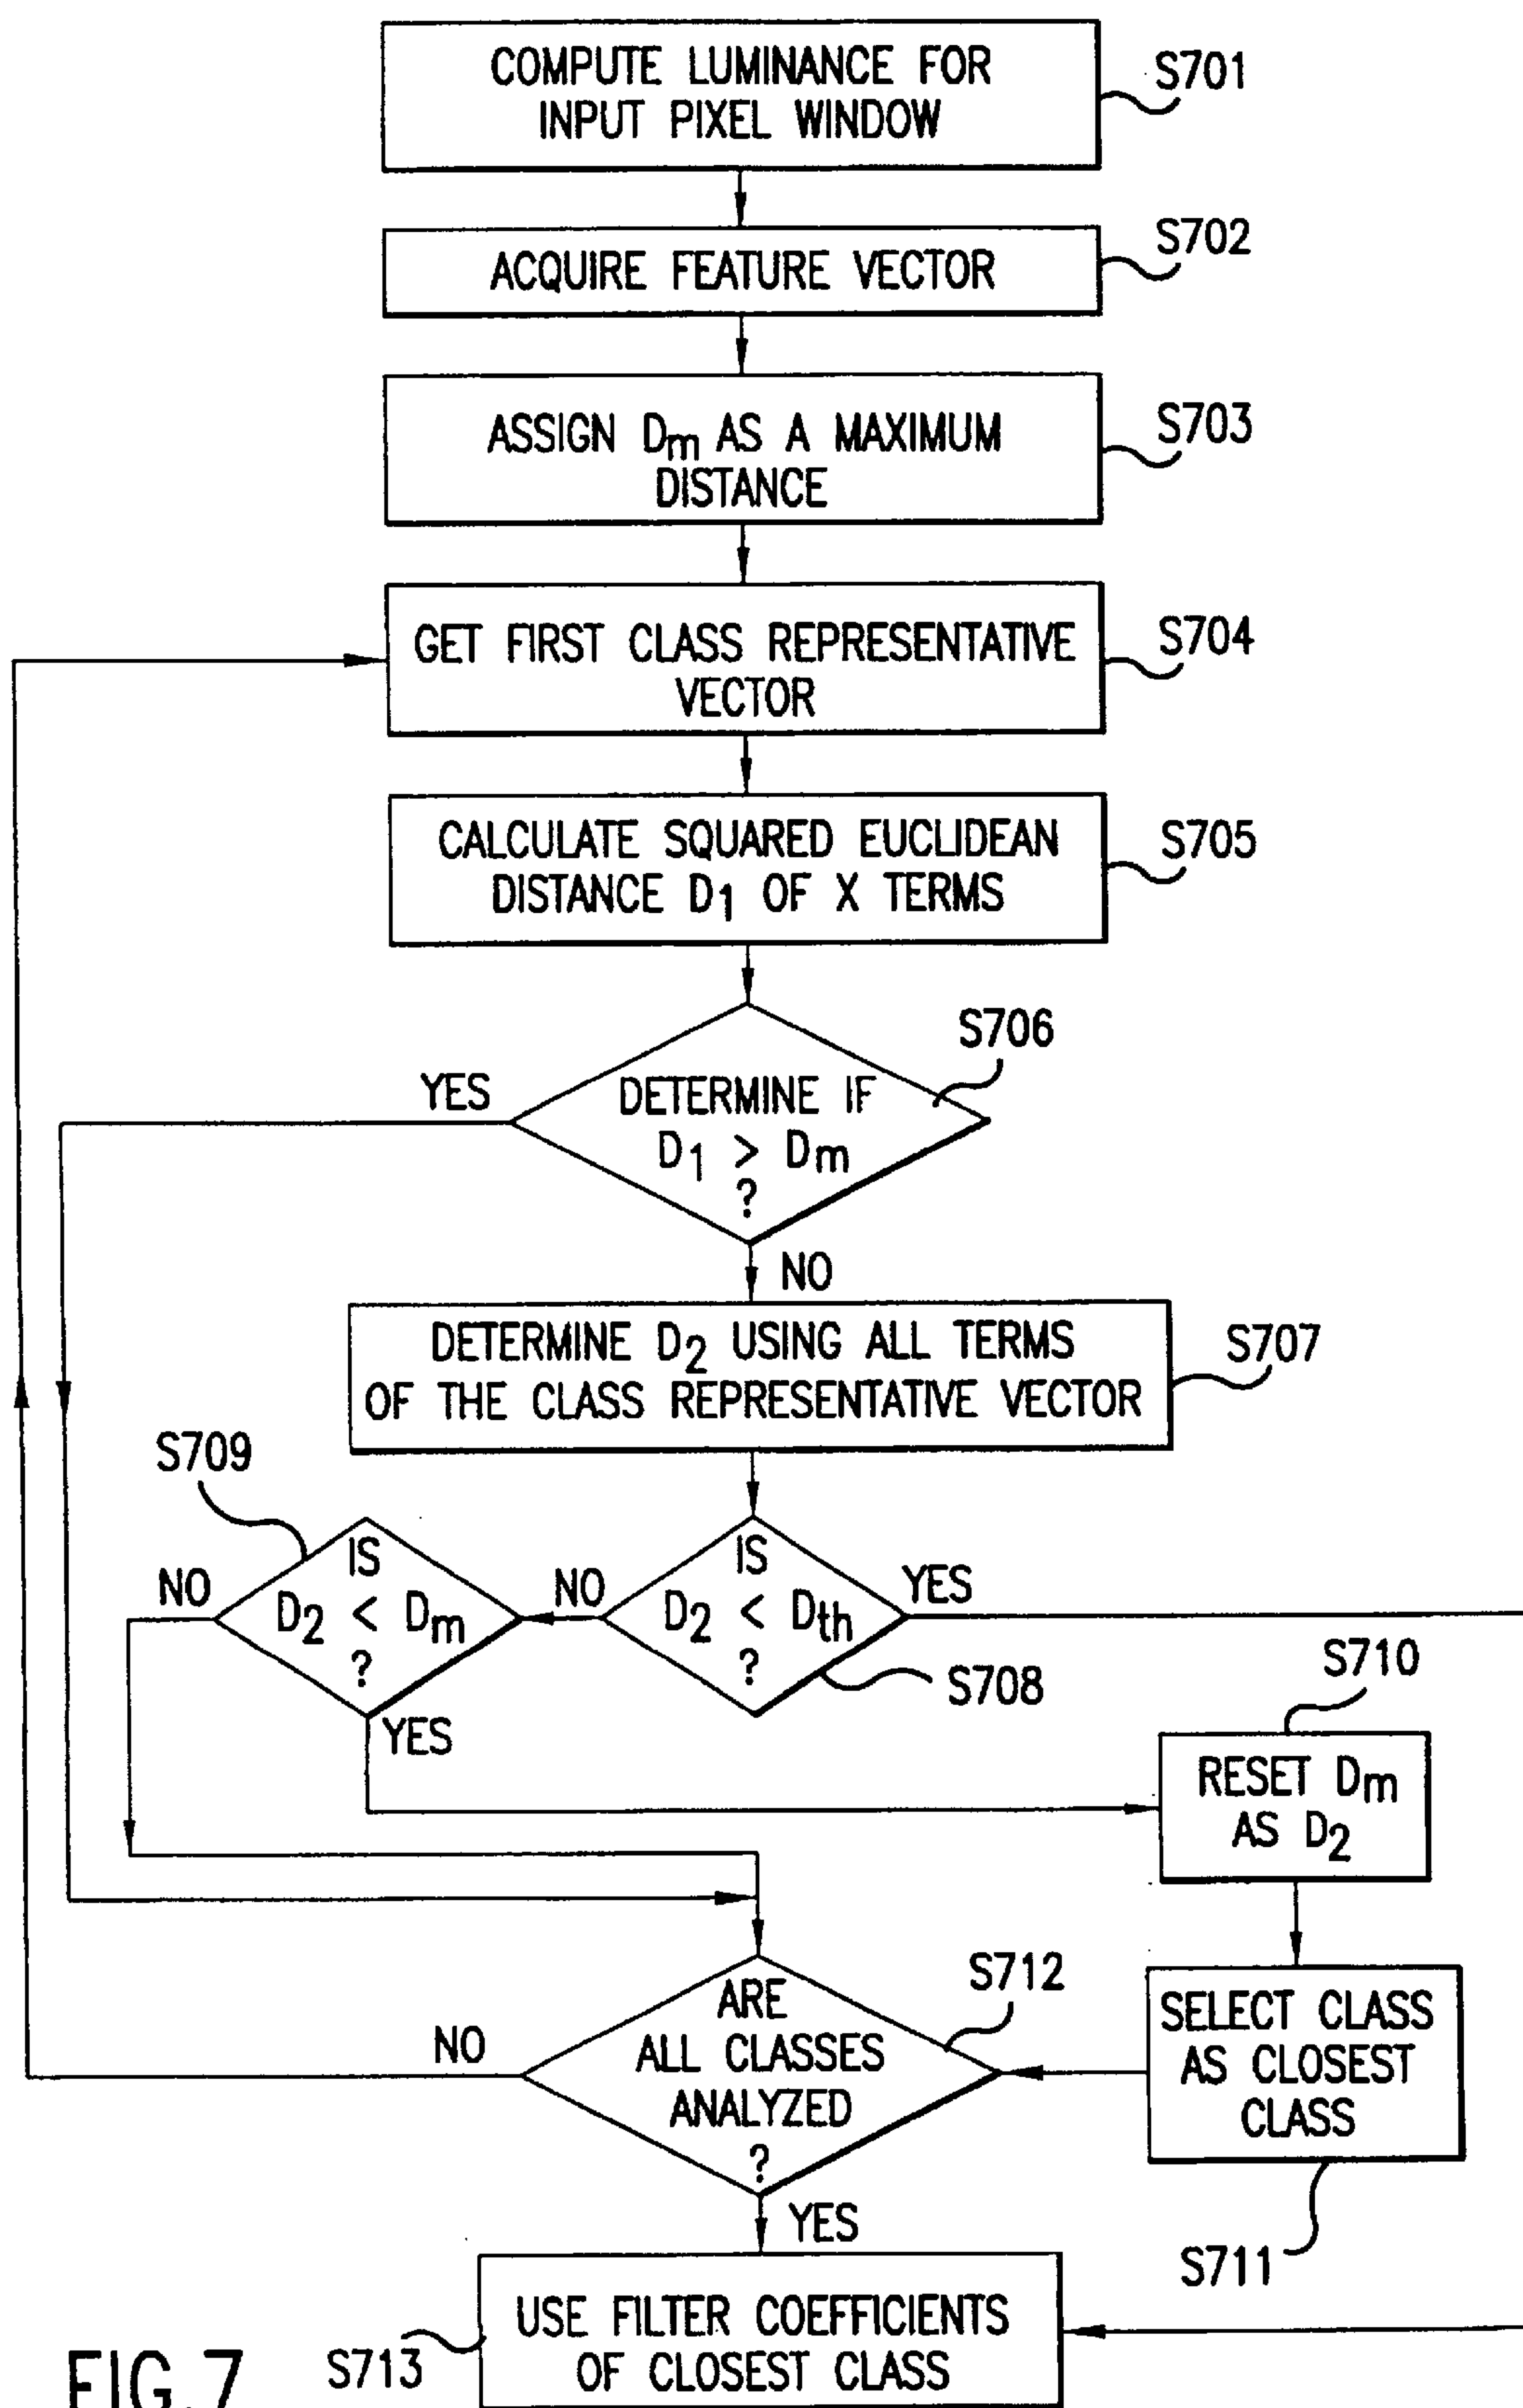 COMPUTE LUMINANCE FOR
INPUT PIXEL WINDOW
S701
ACQUIRE FEATURE VECTOR
S702
ASSIGN Dm AS A MAXIMUM
DISTANCE
S703
GET FIRST CLASS REPRESENTATIVE
VECTOR
S704
CALCULATE SQUARED EUCLIDEAN
DISTANCE D1 OF X TERMS
S705
S706
YES
DETERMINE IF
D1 > Dm
?
NO
DETERMINE D2 USING ALL TERMS
OF THE CLASS REPRESENTATIVE VECTOR
S707
S709
NO
IS
D2 < Dm
?
YES
NO
IS
D2 < Dth
?
YES
S708
S710
RESET Dm
AS D2
S712
NO
ARE
ALL CLASSES
ANALYZED
?
YES
SELECT CLASS
AS CLOSEST
CLASS
S711
USE FILTER COEFFICIENTS
OF CLOSEST CLASS
S713
FIG.7